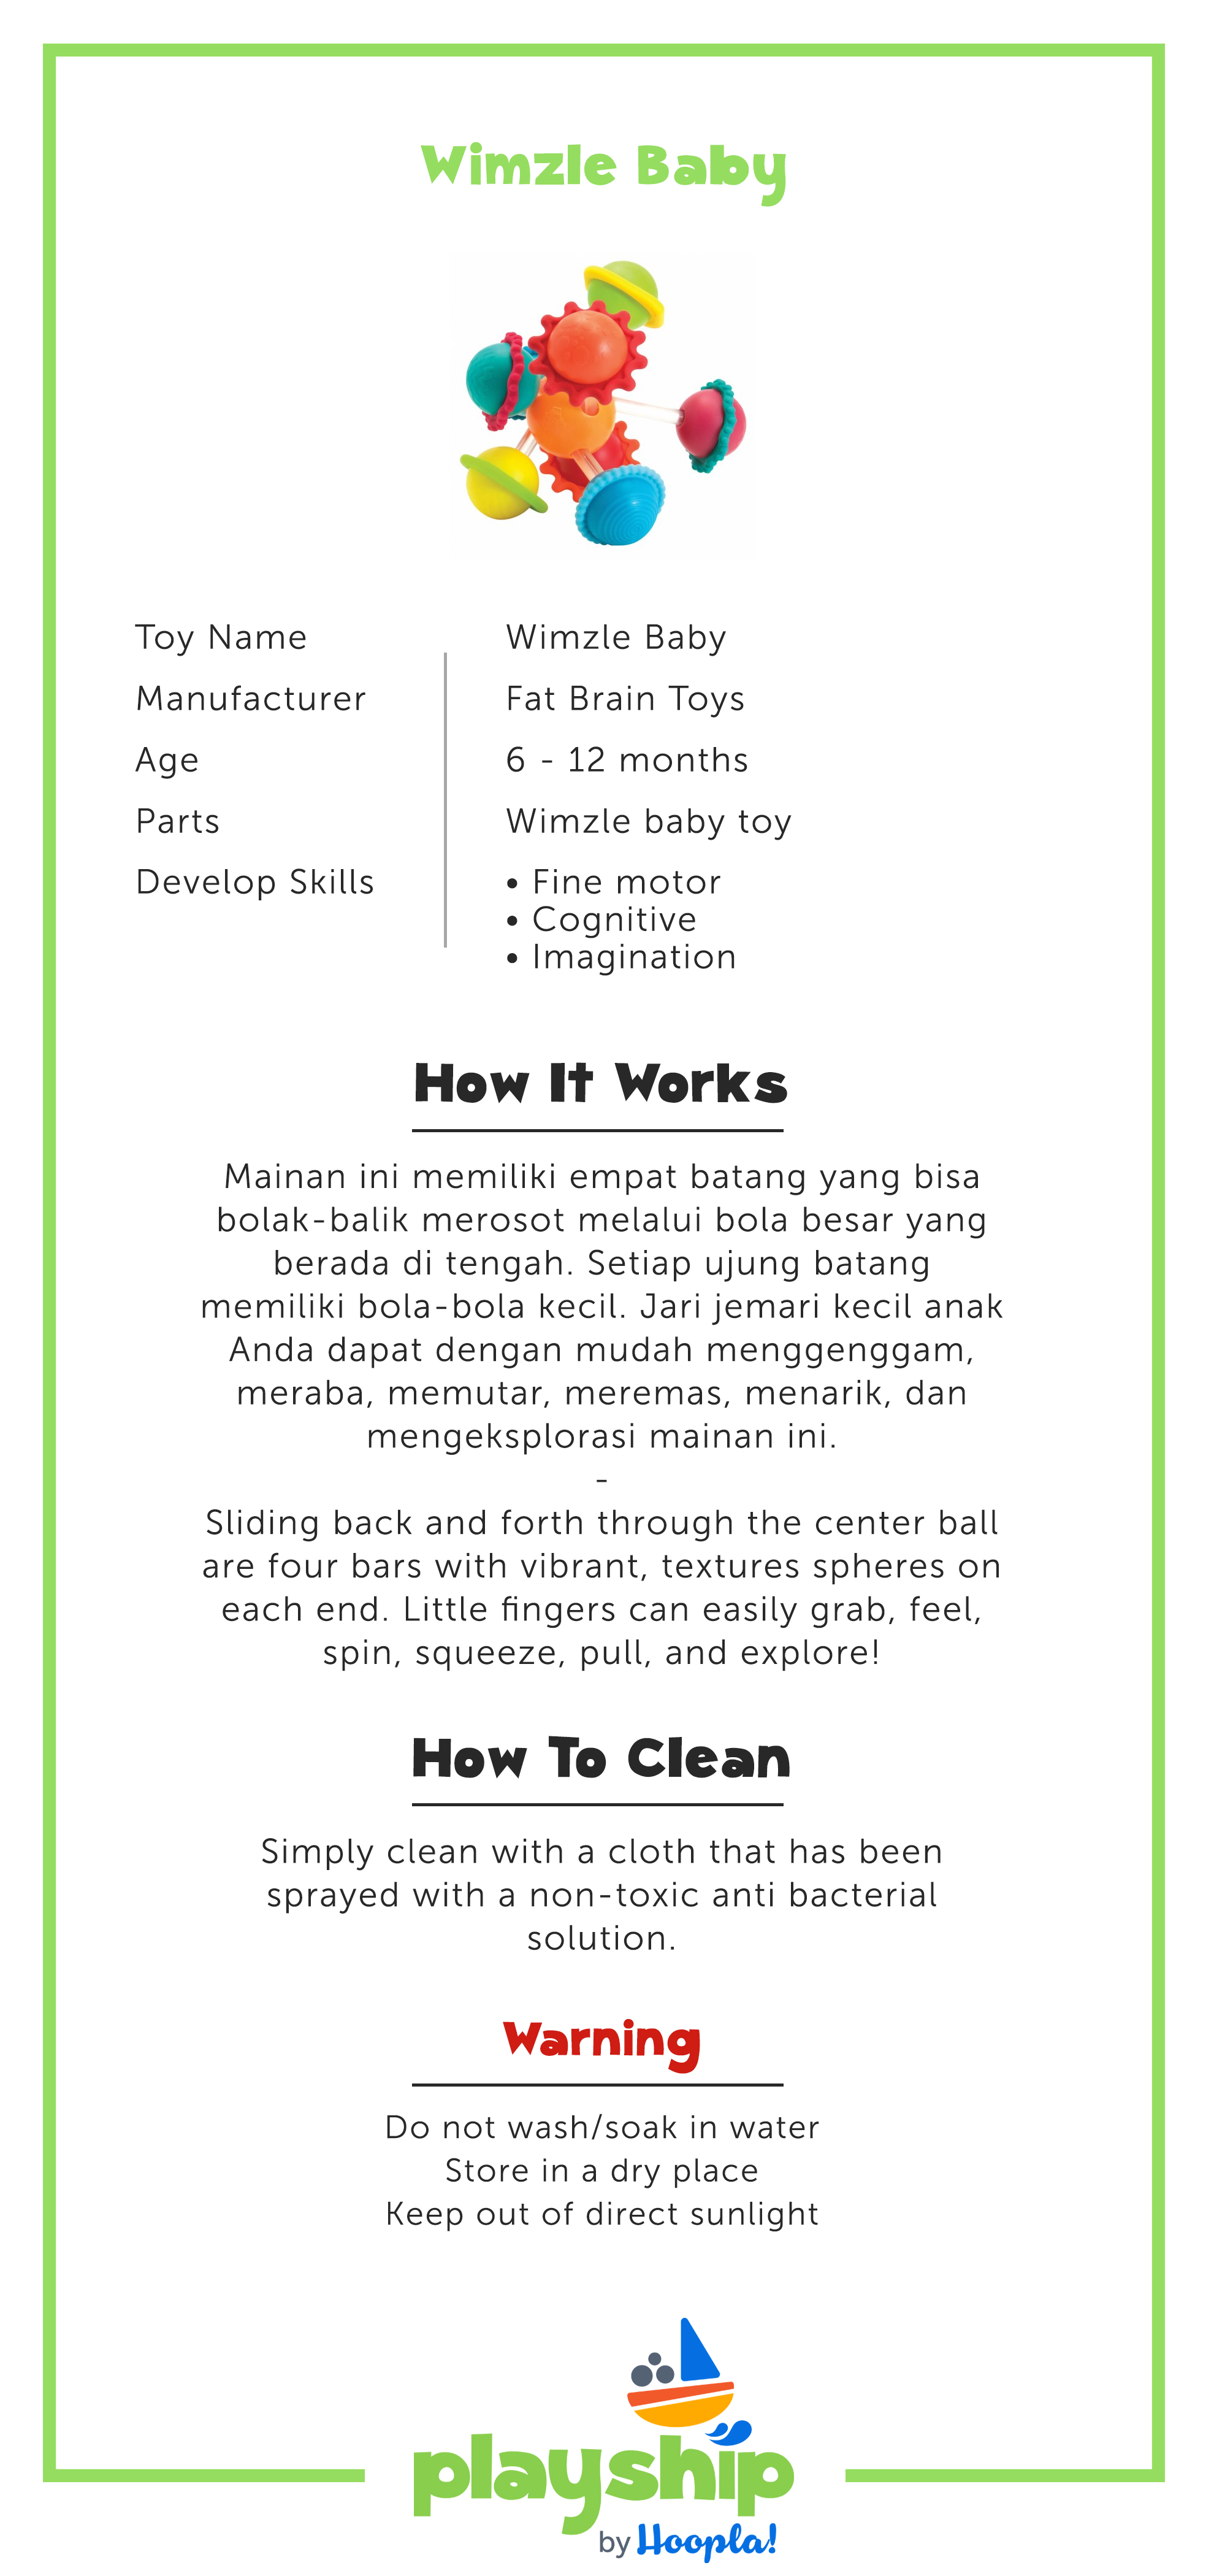 Wimzle Baby
Toy Name
Wimzle Baby
Manufacturer
Fat Brain Toys
Age
6 - 12 months
Parts
Wimzle baby toy
Develop Skills
• Fine motor
• Cognitive
• Imagination
How It Works
Mainan ini memiliki empat batang yang bisa
bolak-balik merosot melalui bola besar yang
berada di tengah. Setiap ujung batang
memiliki bola-bola kecil. Jari jemari kecil anak
Anda dapat dengan mudah menggenggam,
meraba, memutar, meremas, menarik, dan
mengeksplorasi mainan ini.
-
Sliding back and forth through the center ball
are four bars with vibrant, textures spheres on
each end. Little fingers can easily grab, feel,
spin, squeeze, pull, and explore!
How To Clean
Simply clean with a cloth that has been
sprayed with a non-toxic anti bacterial
solution.
Warning
Do not wash/soak in water
Store in a dry place
Keep out of direct sunlight
playship
by Hoopla!